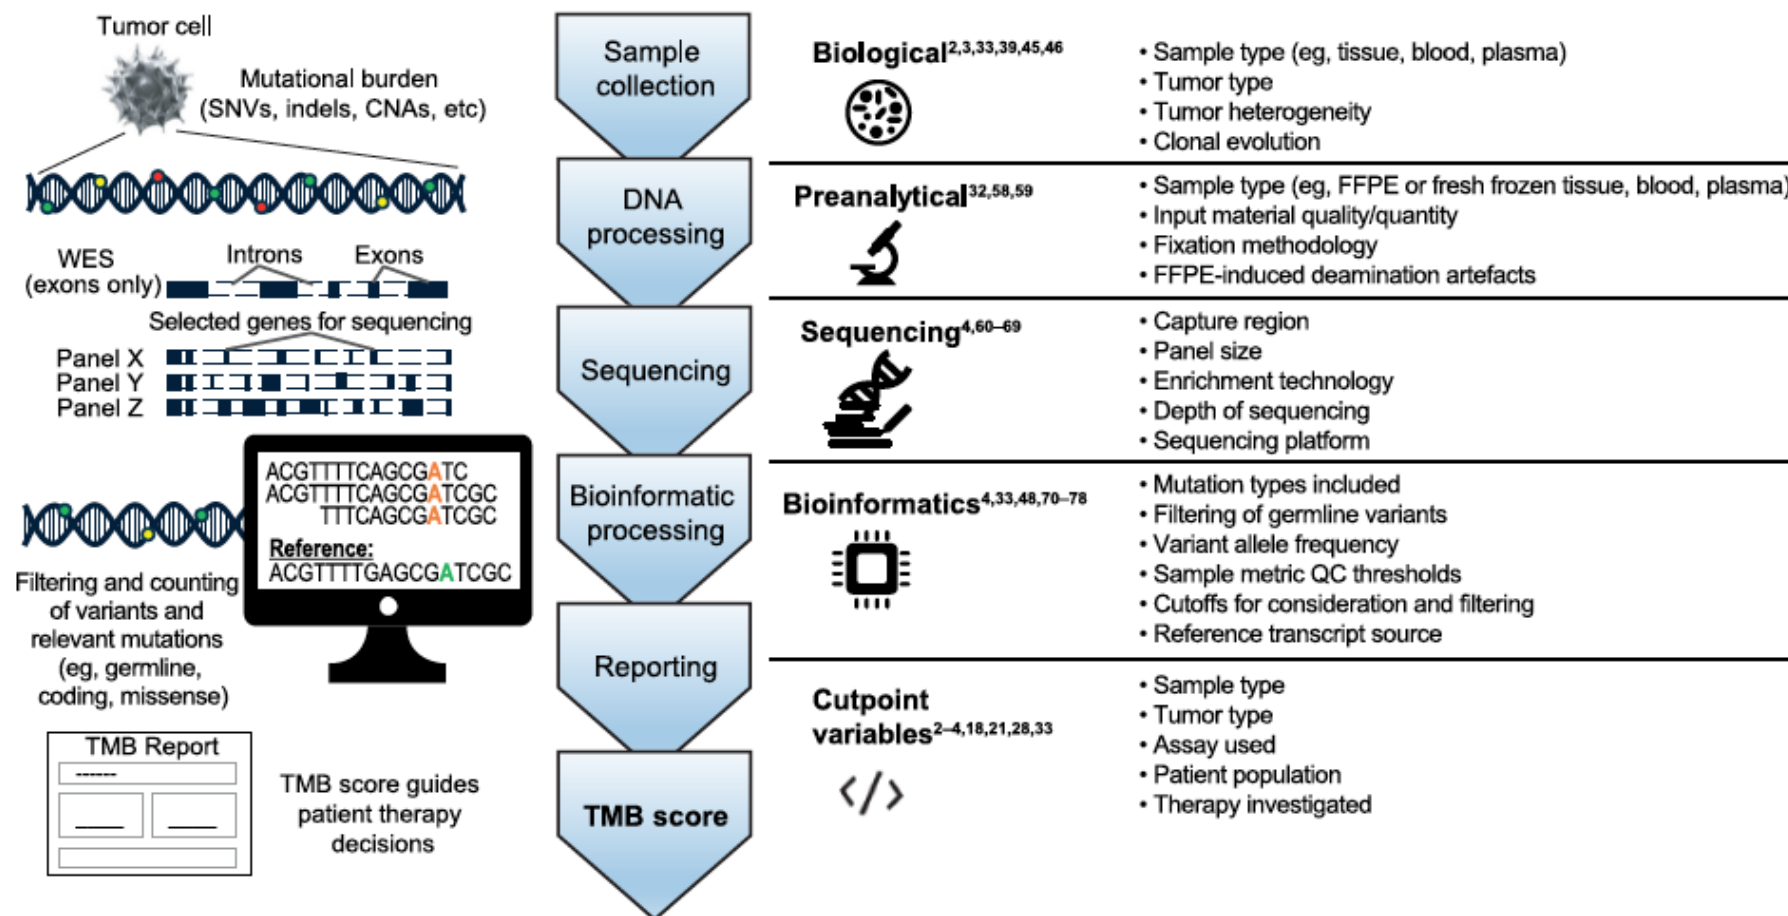 Tumor cell
Mutational burden
(SNVs, indels, CNAs, etc)
WES
(exons only)
Introns
Exons
Selected genes for sequencing
Panel X
Panel Y
Panel Z
ACGTTTTCAGCGATC
ACGTTTTCAGCGATCGC
TTTCAGCGATCGC
Reference:
ACGTTTTGAGCGATCGC
Filtering and counting
of variants and
relevant mutations
(eg, germline,
coding, missense)
TMB Report
TMB score guides
patient therapy
decisions
Sample
collection
DNA
processing
Sequencing
Bioinformatic
processing
Reporting
TMB score
Biological2,3,33,39,45,46
• Sample type (eg, tissue, blood, plasma)
• Tumor type
• Tumor heterogeneity
• Clonal evolution
Preanalytical32,58,59
• Sample type (eg, FFPE or fresh frozen tissue, blood, plasma)
• Input material quality/quantity
• Fixation methodology
• FFPE-induced deamination artefacts
Sequencing4,60–69
• Capture region
• Panel size
• Enrichment technology
• Depth of sequencing
• Sequencing platform
Bioinformatics4,33,48,70–78
• Mutation types included
• Filtering of germline variants
• Variant allele frequency
• Sample metric QC thresholds
• Cutoffs for consideration and filtering
• Reference transcript source
Cutpoint
variables2–4,18,21,28,33
</>
• Sample type
• Tumor type
• Assay used
• Patient population
• Therapy investigated